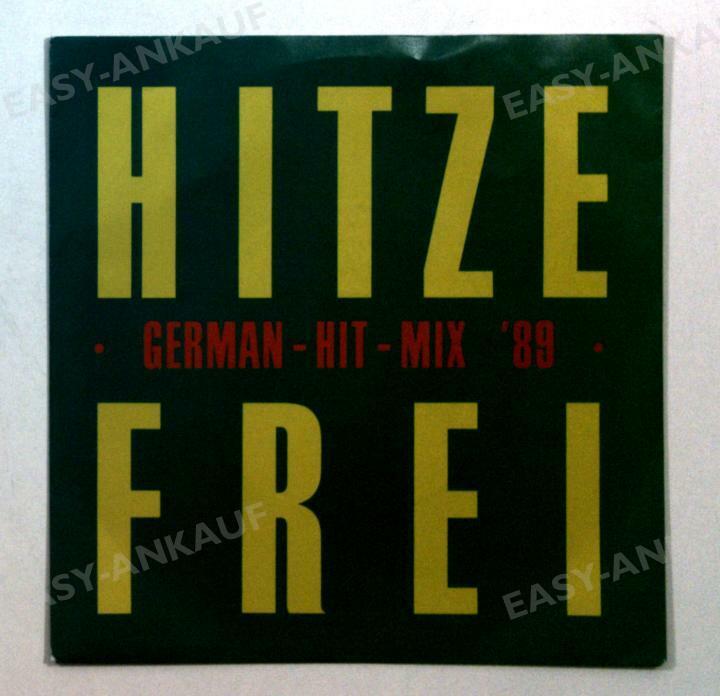 EASY-ANKAUF
EASY-ANKAUF
HITZE
• GERMAN-HIT-MIX '89 •
FREI
EASY-ANKAUF
EASY-ANKAUF